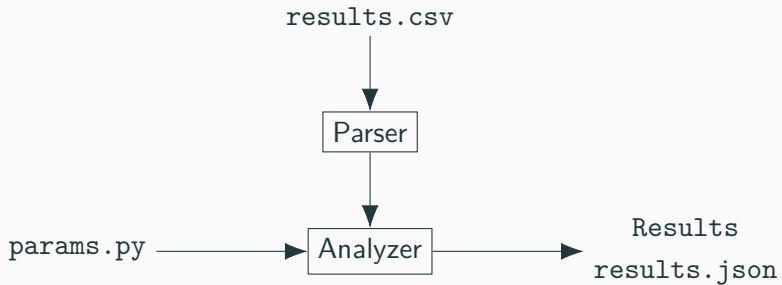 results.csv
Parser
params.py
Analyzer
Results
results.json